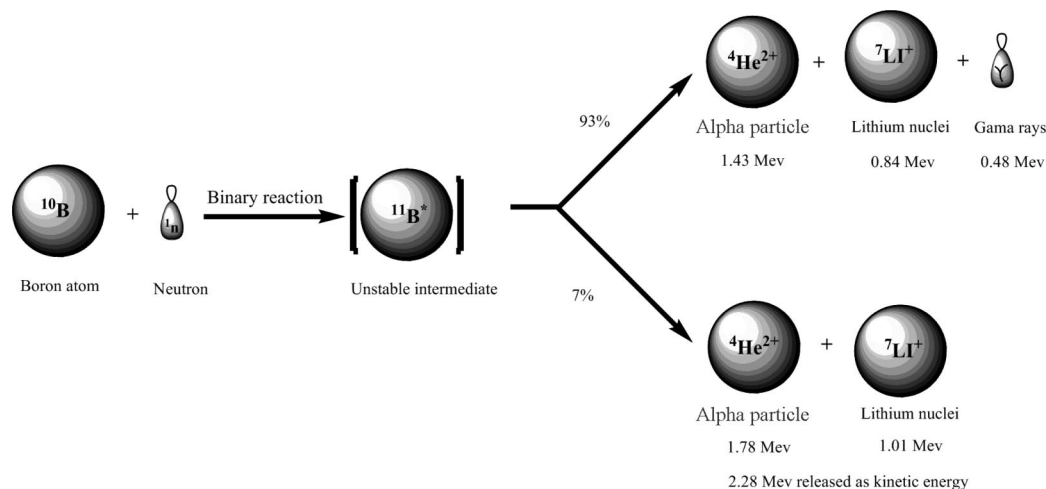 ¹⁰B
+
¹n
Binary reaction
¹¹B*
Boron atom
Neutron
Unstable intermediate
93%
7%
⁴He²⁺ + ⁷LI⁺ + γ
Alpha particle Lithium nuclei Gama rays
1.43 Mev 0.84 Mev 0.48 Mev
⁴He²⁺ + ⁷LI⁺
Alpha particle Lithium nuclei
1.78 Mev 1.01 Mev
2.28 Mev released as kinetic energy